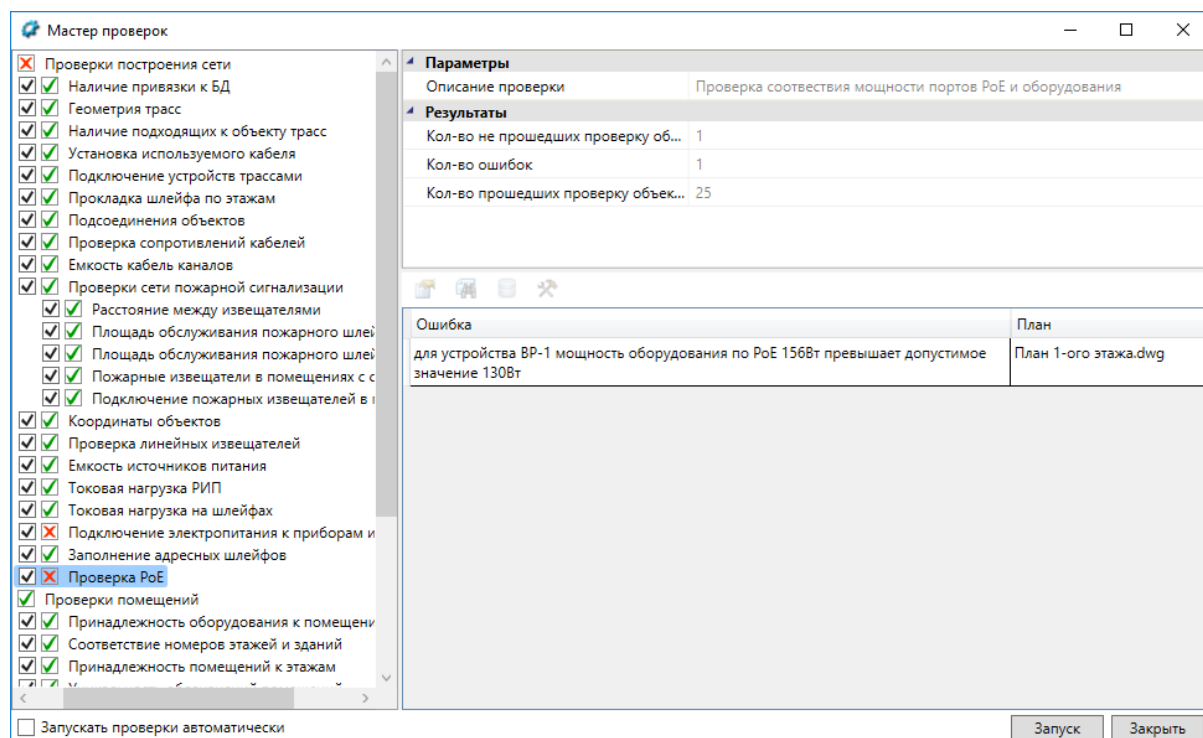 Мастер проверок
Проверки построения сети
Наличие привязки к БД
Геометрия трасс
Наличие подходящих к объекту трасс
Установка используемого кабеля
Подключение устройств трассами
Прокладка шлейфа по этажам
Подсоединения объектов
Проверка сопротивлений кабелей
Емкость кабель каналов
Проверки сети пожарной сигнализации
Расстояние между извещателями
Площадь обслуживания пожарного шлей
Площадь обслуживания пожарного шлей
Пожарные извещатели в помещениях с с
Подключение пожарных извещателей в
Координаты объектов
Проверка линейных извещателей
Емкость источников питания
Токовая нагрузка РИП
Токовая нагрузка на шлейфах
Подключение электропитания к приборам и
Заполнение адресных шлейфов
Проверка PoE
Проверки помещений
Принадлежность оборудования к помещени
Соответствие номеров этажей и зданий
Принадлежность помещений к этажам
Запускать проверки автоматически
Параметры
Описание проверки
Проверка соотвествия мощности портов PoE и оборудования
Результаты
Кол-во не прошедших проверку об... 1
Кол-во ошибок 1
Кол-во прошедших проверку объек... 25
Ошибка План
для устройства ВР-1 мощность оборудования по PoE 156Вт превышает допустимое План 1-ого этажа.dwg
значение 130Вт
Запуск Закрыть